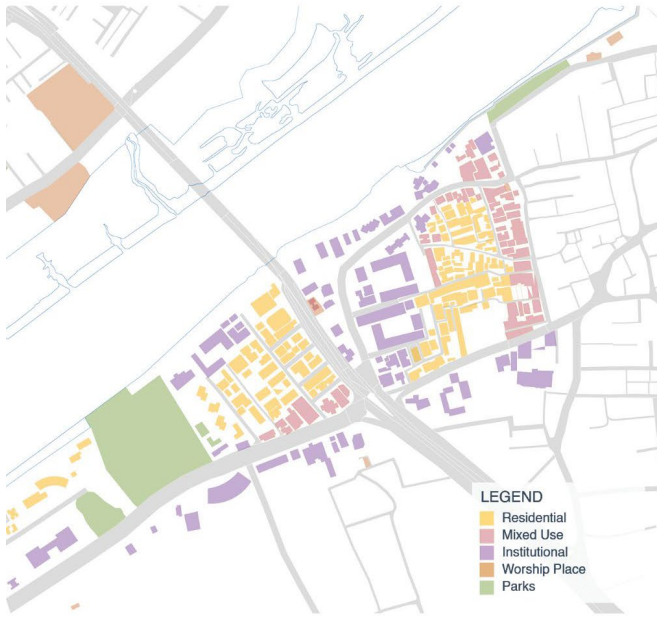 LEGEND
Residential
Mixed Use
Institutional
Worship Place
Parks